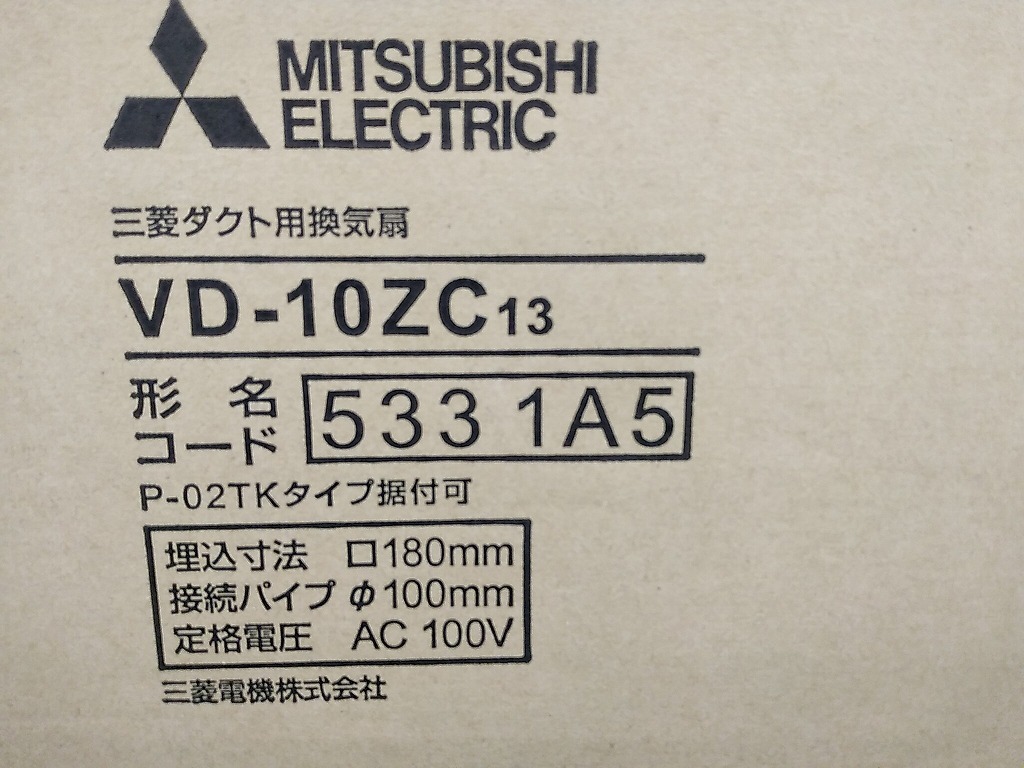 MITSUBISHI
ELECTRIC
三菱ダクト用換気扇
VD-10ZC13
形名 5331A5
コード
P-02TKタイプ据付可
埋込寸法 □180mm
接続パイプ φ100mm
定格電圧 AC 100V
三菱電機株式会社